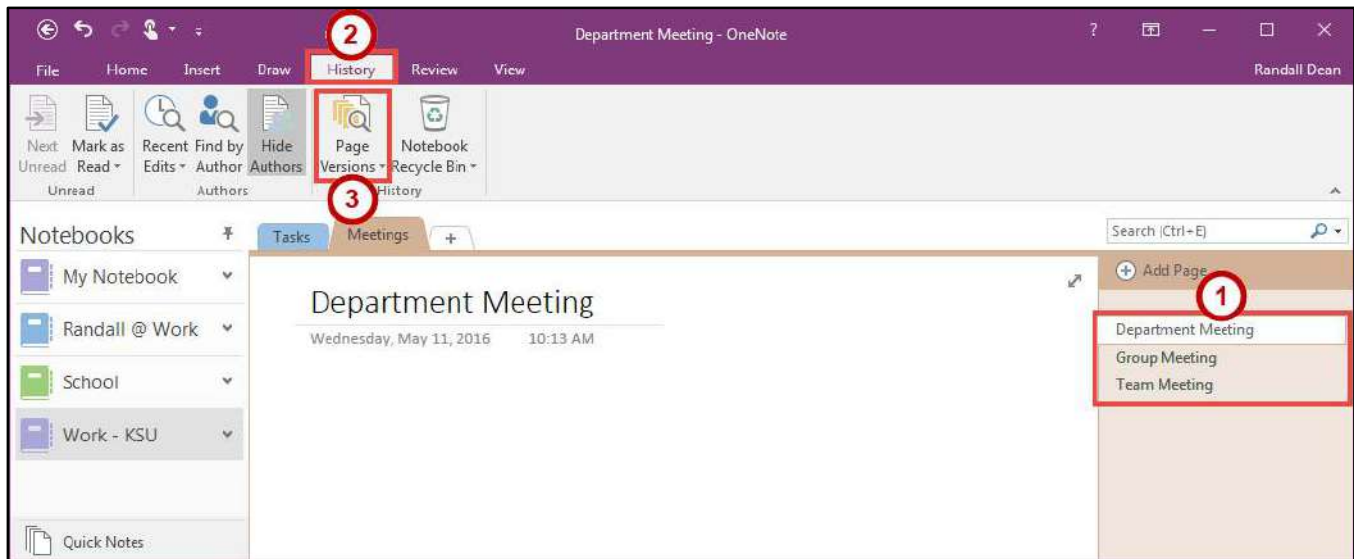 2
Department Meeting - OneNote
?
File Home Insert Draw History Review View
Randall Dean
Next Unread
Mark as Read
Recent Edits
Find by Author
Hide Authors
Page Versions
Notebook Recycle Bin
Unread
Authors
3
History
Notebooks
Tasks
Meetings
+
Search (Ctrl+E)
My Notebook
Randall @ Work
School
Work - KSU
Quick Notes
Department Meeting
Wednesday, May 11, 2016 10:13 AM
Add Page
1
Department Meeting
Group Meeting
Team Meeting